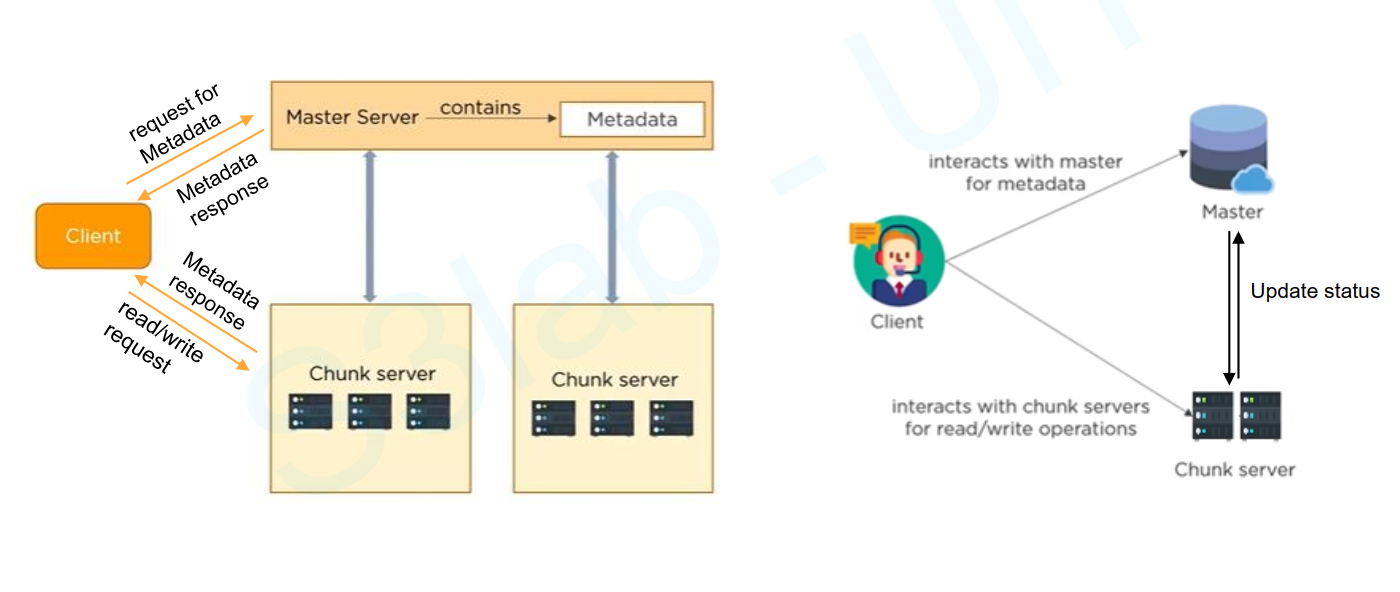 request for
Metadata
Metadata
response
Client
Metadata
response
read/write
request
Master Server
contains
Metadata
Chunk server
Chunk server
interacts with master
for metadata
Master
Client
Update status
interacts with chunk servers
for read/write operations
Chunk server